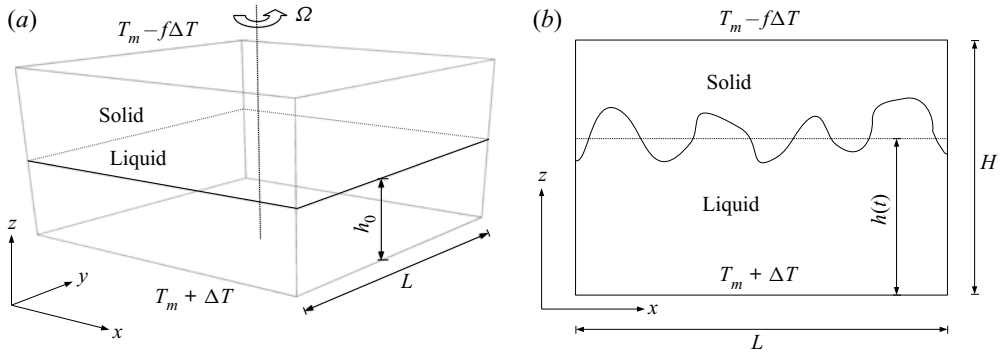 (a)
Ω
T_m − fΔT
Solid
Liquid
h_0
z
y
x
L
T_m + ΔT
(b)
T_m − fΔT
Solid
H
z
Liquid
h(t)
T_m + ΔT
x
L